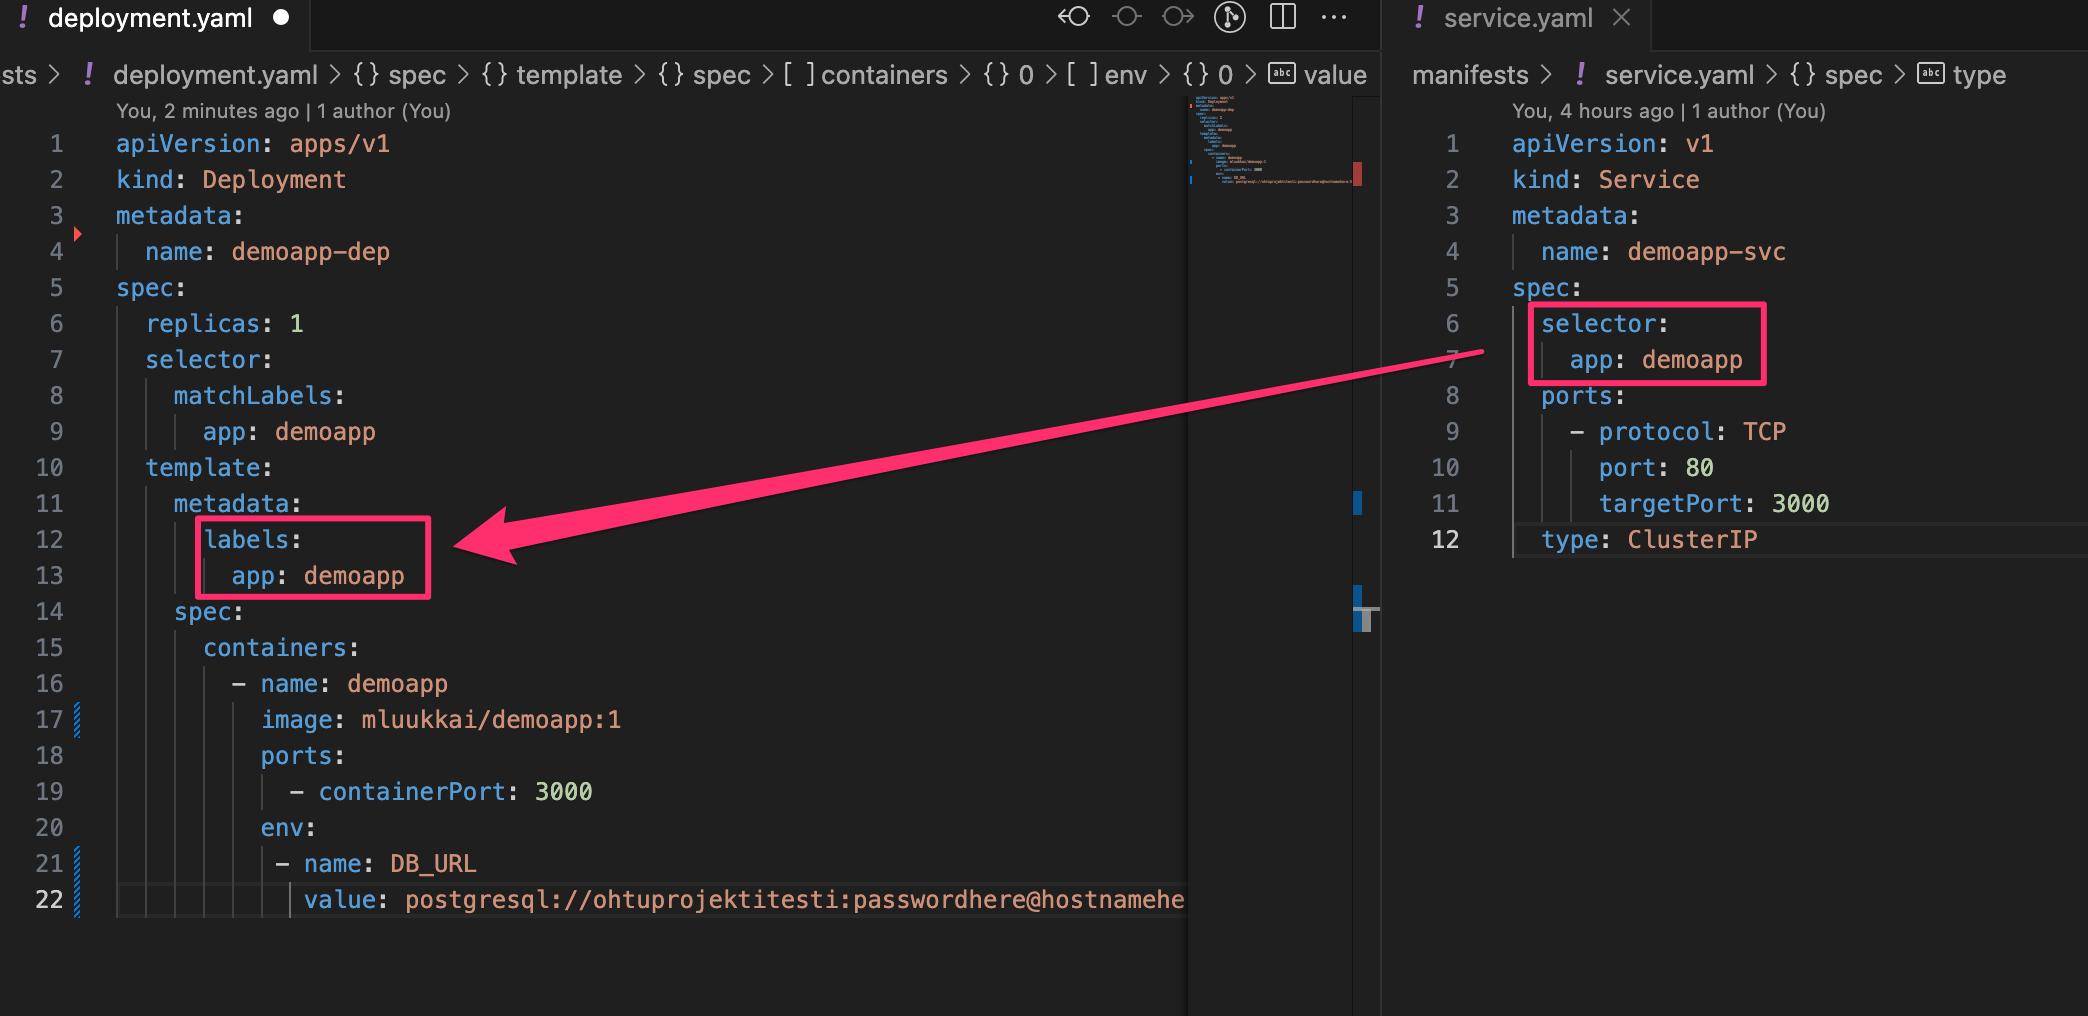 ! deployment.yaml
sts > ! deployment.yaml > {} spec > {} template > {} spec > [ ] containers > {} 0 > [ ] env > {} 0 > abc value
You, 2 minutes ago | 1 author (You)
1 apiVersion: apps/v1
2 kind: Deployment
3 metadata:
4 name: demoapp-dep
5 spec:
6 replicas: 1
7 selector:
8 matchLabels:
9 app: demoapp
10 template:
11 metadata:
12 labels:
13 app: demoapp
14 spec:
15 containers:
16 - name: demoapp
17 image: mluukkai/demoapp:1
18 ports:
19 - containerPort: 3000
20 env:
21 - name: DB_URL
22 value: postgresql://ohtuprojektitesti:passwordhere@hostnamehe
! service.yaml
manifests > ! service.yaml > {} spec > abc type
You, 4 hours ago | 1 author (You)
1 apiVersion: v1
2 kind: Service
3 metadata:
4 name: demoapp-svc
5 spec:
6 selector:
7 app: demoapp
8 ports:
9 - protocol: TCP
10 port: 80
11 targetPort: 3000
12 type: ClusterIP